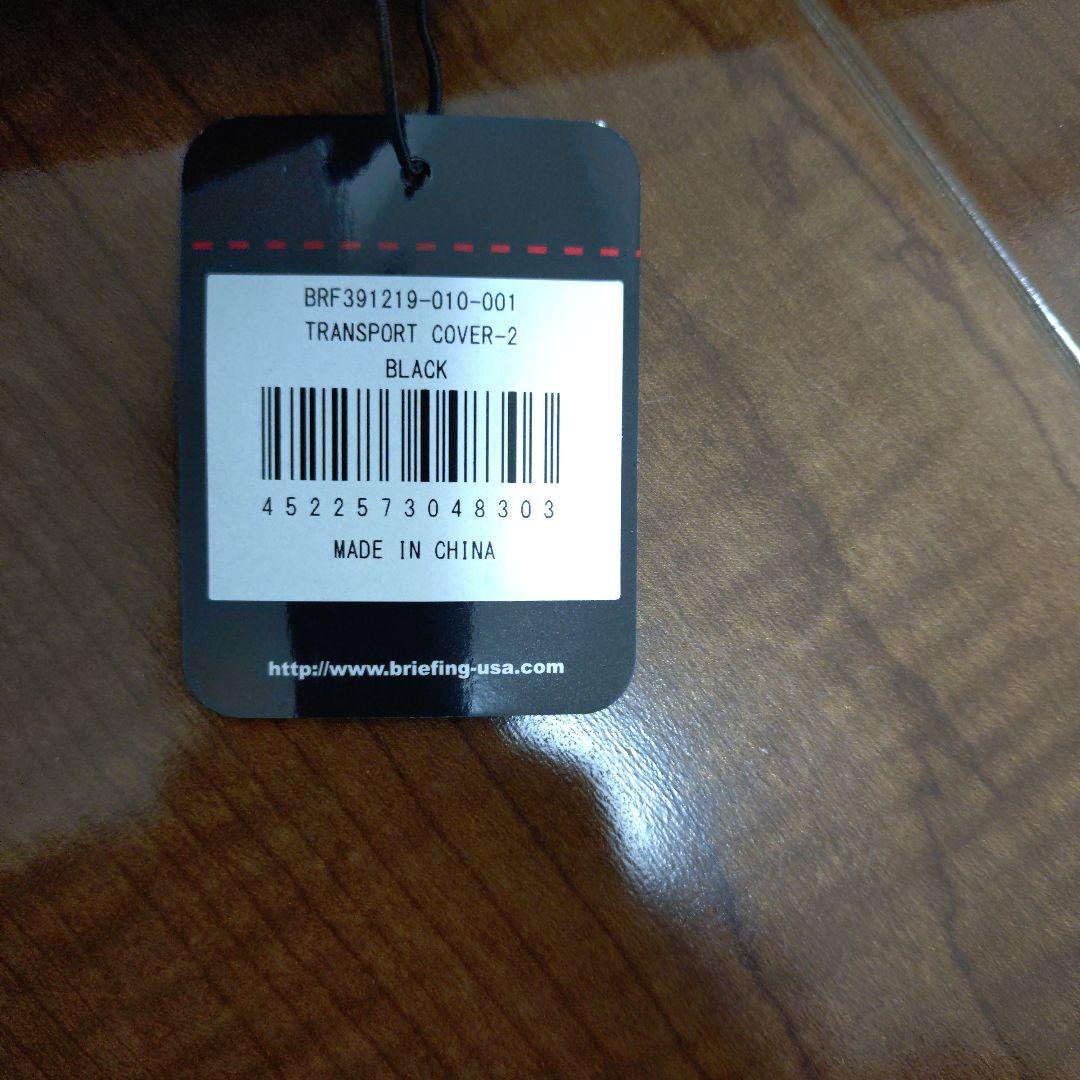 BRF391219-010-001
TRANSPORT COVER-2
BLACK
4522573048303
MADE IN CHINA
http://www.briefing-usa.com